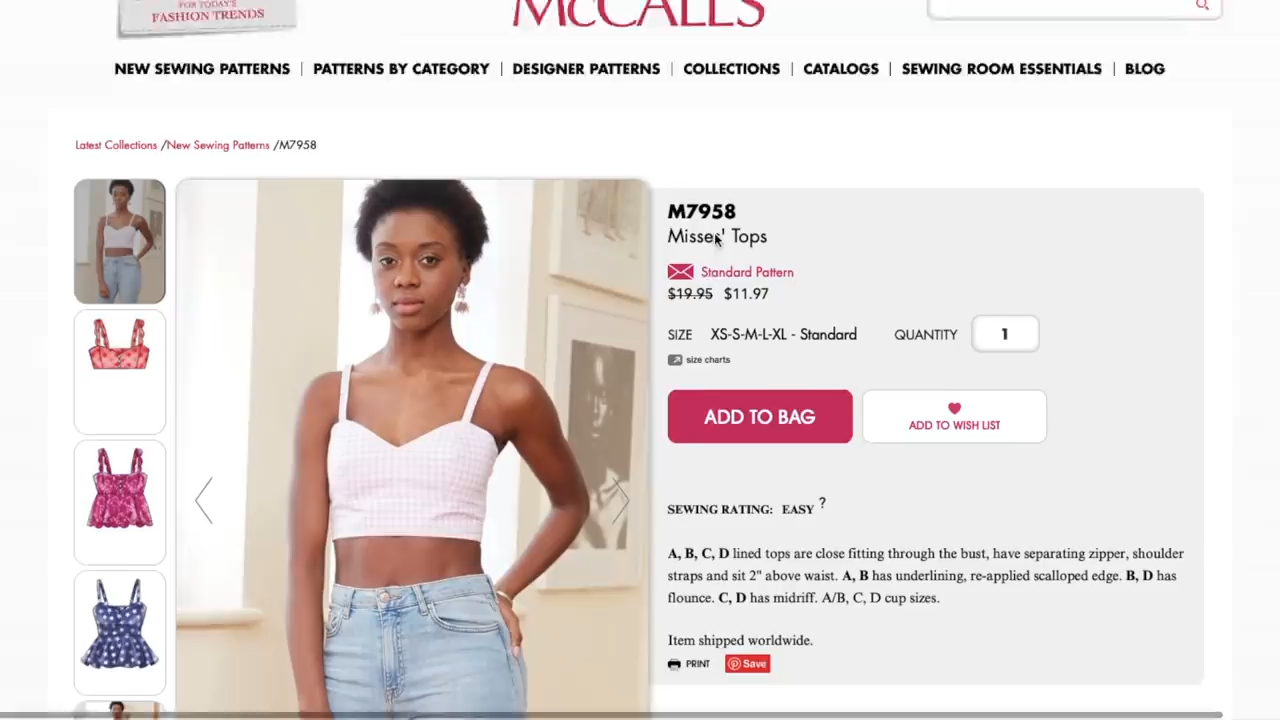 FOR TODAY'S
FASHION TRENDS
McCALL'S
NEW SEWING PATTERNS | PATTERNS BY CATEGORY | DESIGNER PATTERNS | COLLECTIONS | CATALOGS | SEWING ROOM ESSENTIALS | BLOG
Latest Collections /New Sewing Patterns /M7958
M7958
Misses' Tops
Standard Pattern
$19.95 $11.97
SIZE XS-S-M-L-XL - Standard QUANTITY 1
size charts
ADD TO BAG
ADD TO WISH LIST
SEWING RATING: EASY ?
A, B, C, D lined tops are close fitting through the bust, have separating zipper, shoulder
straps and sit 2" above waist. A, B has underlining, re-applied scalloped edge. B, D has
flounce. C, D has midriff. A/B, C, D cup sizes.
Item shipped worldwide.
PRINT Save